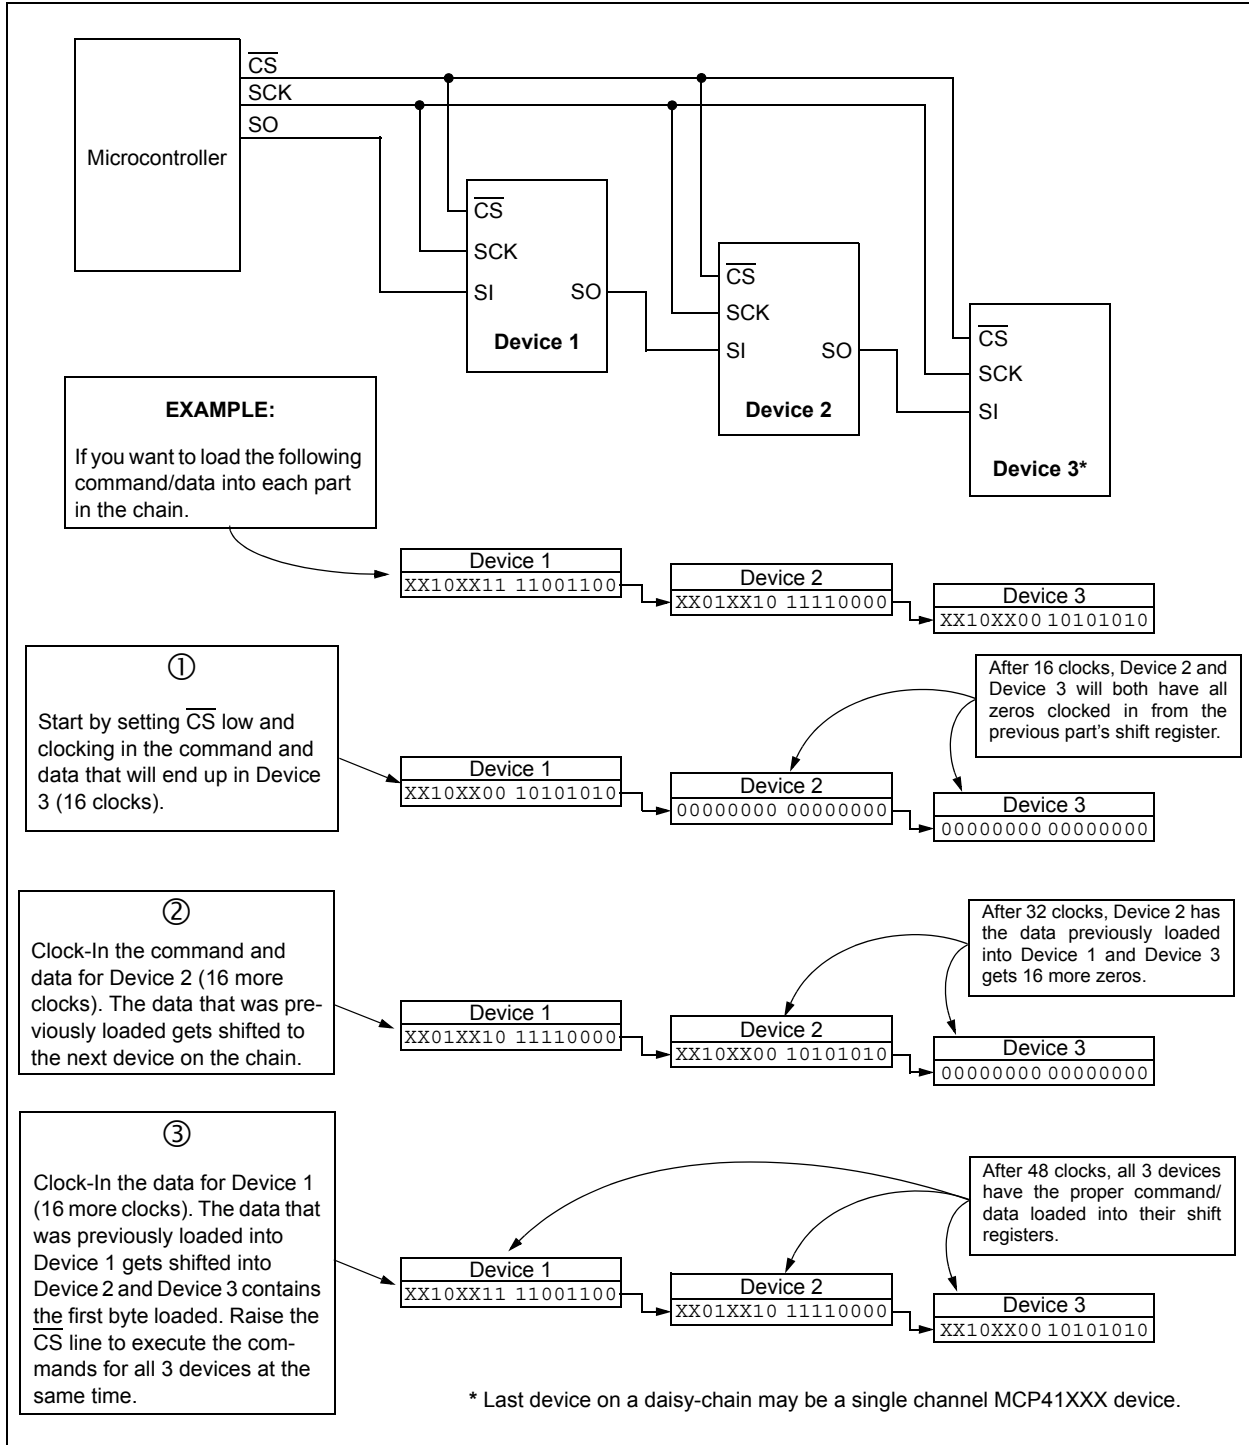 Microcontroller
CS
SCK
SO
CS
SCK
SI SO
Device 1
CS
SCK
SI SO
Device 2
CS
SCK
SI
Device 3*
EXAMPLE:
If you want to load the following
command/data into each part
in the chain.
Device 1
XX10XX11 11001100
Device 2
XX01XX10 11110000
Device 3
XX10XX00 10101010
①
Start by setting CS low and
clocking in the command and
data that will end up in Device
3 (16 clocks).
Device 1
XX10XX00 10101010
Device 2
00000000 00000000
Device 3
00000000 00000000
After 16 clocks, Device 2 and
Device 3 will both have all
zeros clocked in from the
previous part's shift register.
②
Clock-In the command and
data for Device 2 (16 more
clocks). The data that was pre-
viously loaded gets shifted to
the next device on the chain.
Device 1
XX01XX10 11110000
Device 2
XX10XX00 10101010
Device 3
00000000 00000000
After 32 clocks, Device 2 has
the data previously loaded
into Device 1 and Device 3
gets 16 more zeros.
③
Clock-In the data for Device 1
(16 more clocks). The data that
was previously loaded into
Device 1 gets shifted into
Device 2 and Device 3 contains
the first byte loaded. Raise the
CS line to execute the com-
mands for all 3 devices at the
same time.
Device 1
XX10XX11 11001100
Device 2
XX01XX10 11110000
Device 3
XX10XX00 10101010
After 48 clocks, all 3 devices
have the proper command/
data loaded into their shift
registers.
* Last device on a daisy-chain may be a single channel MCP41XXX device.